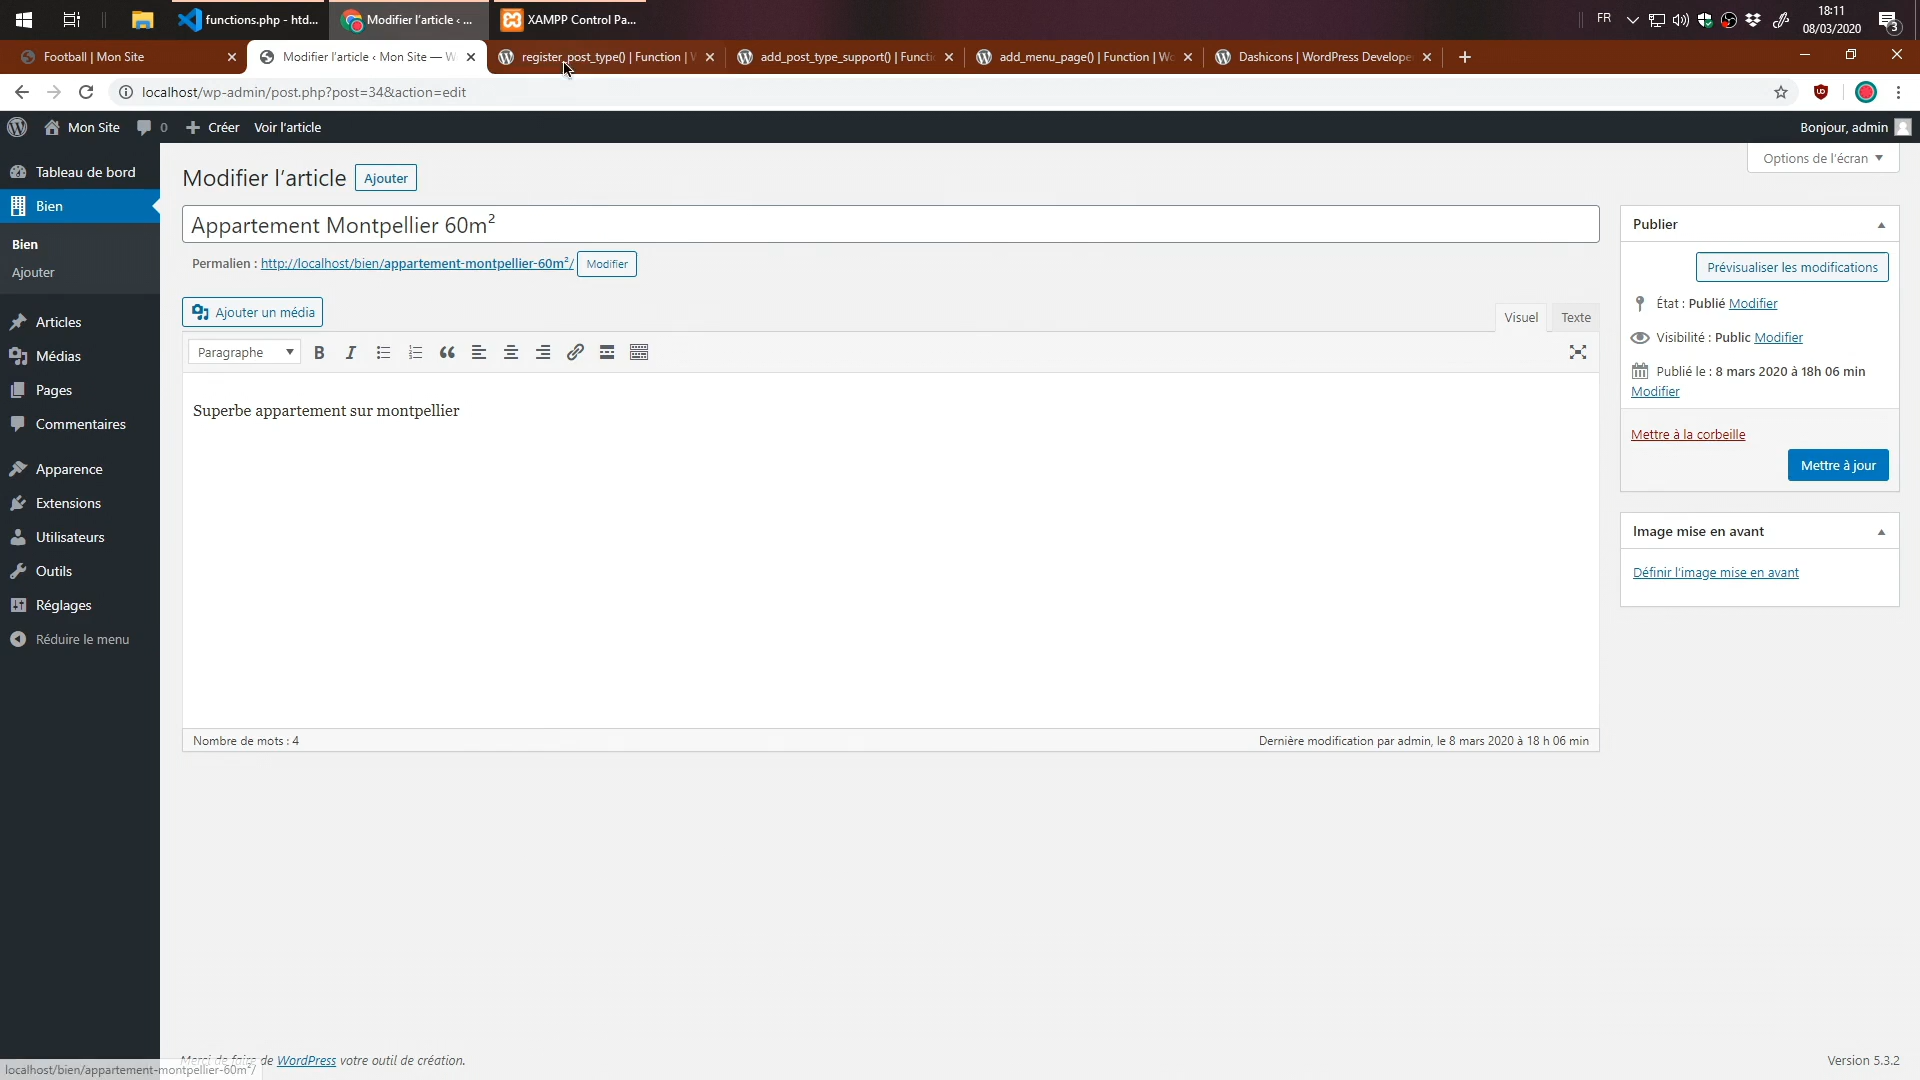 functions.php - htd...
Modifier l'article ‹ ...
XAMPP Control Pa...
FR
18:11
08/03/2020
3
Football | Mon Site
Modifier l'article ‹ Mon Site — W
register_post_type() | Function | 
add_post_type_support() | Functi
add_menu_page() | Function | Wo
Dashicons | WordPress Develope
localhost/wp-admin/post.php?post=34&action=edit
Mon Site
0
Créer
Voir l'article
Bonjour, admin
Options de l'écran
Tableau de bord
Bien
Bien
Ajouter
Articles
Médias
Pages
Commentaires
Apparence
Extensions
Utilisateurs
Outils
Réglages
Réduire le menu
Modifier l'article
Ajouter
Appartement Montpellier 60m²
Permalien : http://localhost/bien/appartement-montpellier-60m²/
Modifier
Ajouter un média
Visuel
Texte
Paragraphe
B
I
Superbe appartement sur montpellier
Nombre de mots : 4
Dernière modification par admin, le 8 mars 2020 à 18 h 06 min
Publier
Prévisualiser les modifications
État : Publié Modifier
Visibilité : Public Modifier
Publié le : 8 mars 2020 à 18h 06 min
Modifier
Mettre à la corbeille
Mettre à jour
Image mise en avant
Définir l'image mise en avant
Merci de faire de WordPress votre outil de création.
Version 5.3.2
localhost/bien/appartement-montpellier-60m²/